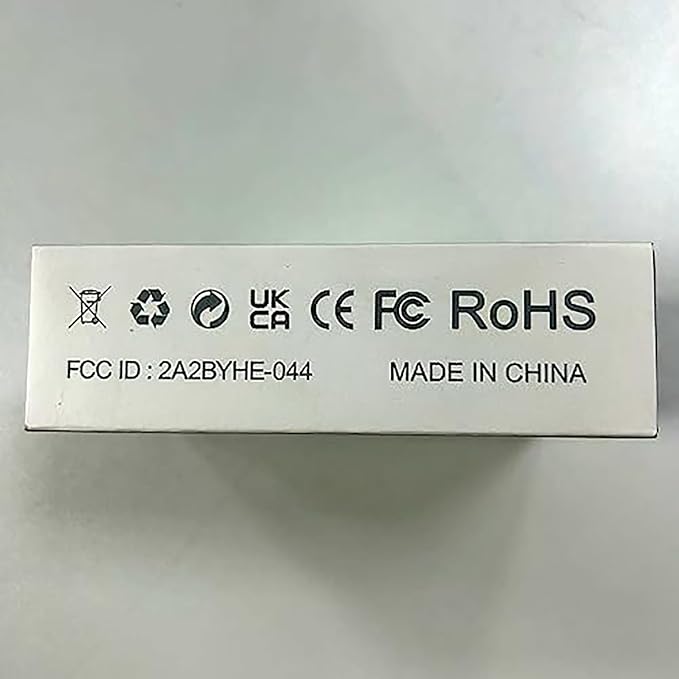 UK CA CE FC RoHS
FCC ID : 2A2BYHE-044 MADE IN CHINA